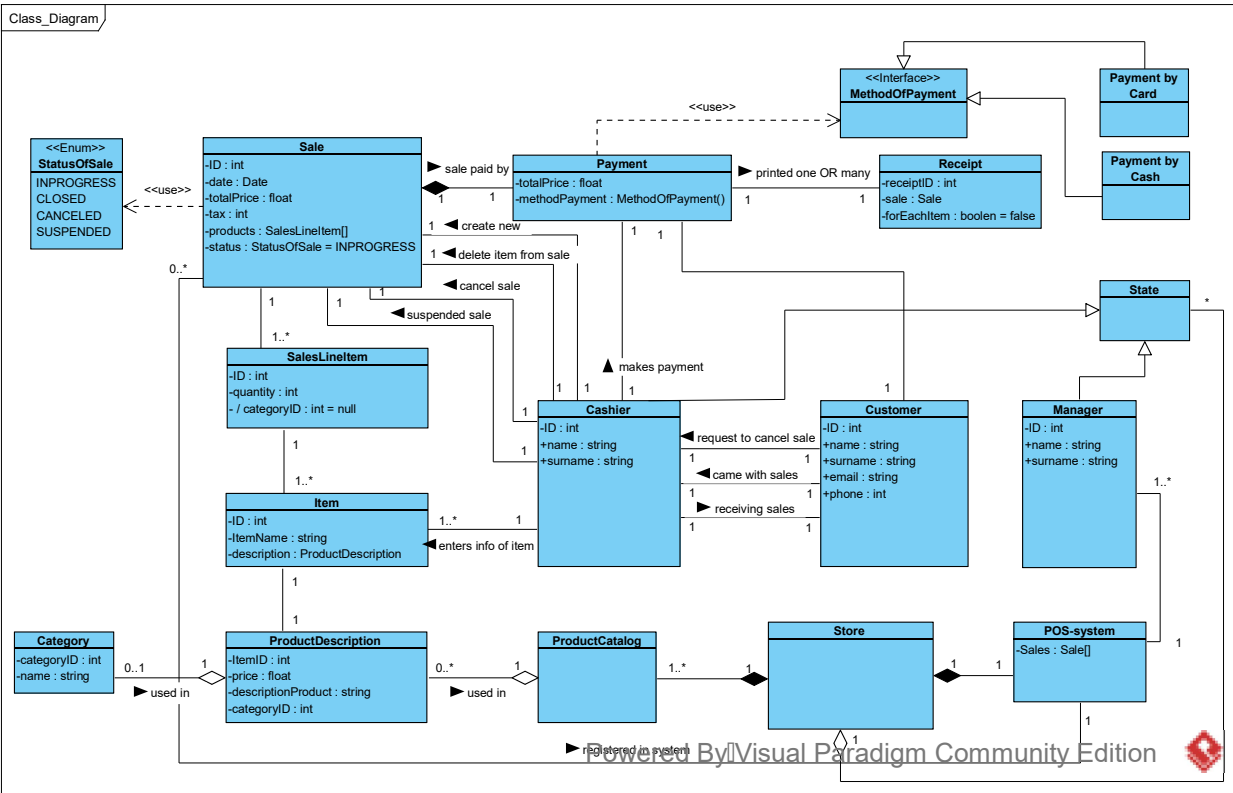 Class_Diagram
<<Interface>>
MethodOfPayment
Payment by
Card
<<use>>
<<Enum>>
StatusOfSale
INPROGRESS
CLOSED
CANCELED
SUSPENDED
<<use>>
Sale
-ID : int
-date : Date
-totalPrice : float
-tax : int
-products : SalesLineItem[]
-status : StatusOfSale = INPROGRESS
sale paid by
1
1
Payment
-totalPrice : float
-methodPayment : MethodOfPayment()
printed one OR many
1
1
Receipt
-receiptID : int
-sale : Sale
-forEachItem : boolen = false
Payment by
Cash
1
create new
1
delete item from sale
cancel sale
1
suspended sale
1
1
1
0..*
1
1..*
State
*
SalesLineItem
-ID : int
-quantity : int
- / categoryID : int = null
makes payment
1
1
1
1
1
1
1
Cashier
-ID : int
+name : string
+surname : string
request to cancel sale
1
1
came with sales
1
1
receiving sales
1
1
Customer
-ID : int
+name : string
+surname : string
+email : string
+phone : int
Manager
-ID : int
+name : string
+surname : string
1..*
1
1
1..*
Item
-ID : int
-ItemName : string
-description : ProductDescription
1..*
1
enters info of item
1
1
Category
-categoryID : int
-name : string
0..1
1
used in
ProductDescription
-ItemID : int
-price : float
-descriptionProduct : string
-categoryID : int
0..*
1
used in
ProductCatalog
1..*
1
Store
1
1
POS-system
-Sales : Sale[]
1
1
registered in system
Powered By Visual Paradigm Community Edition